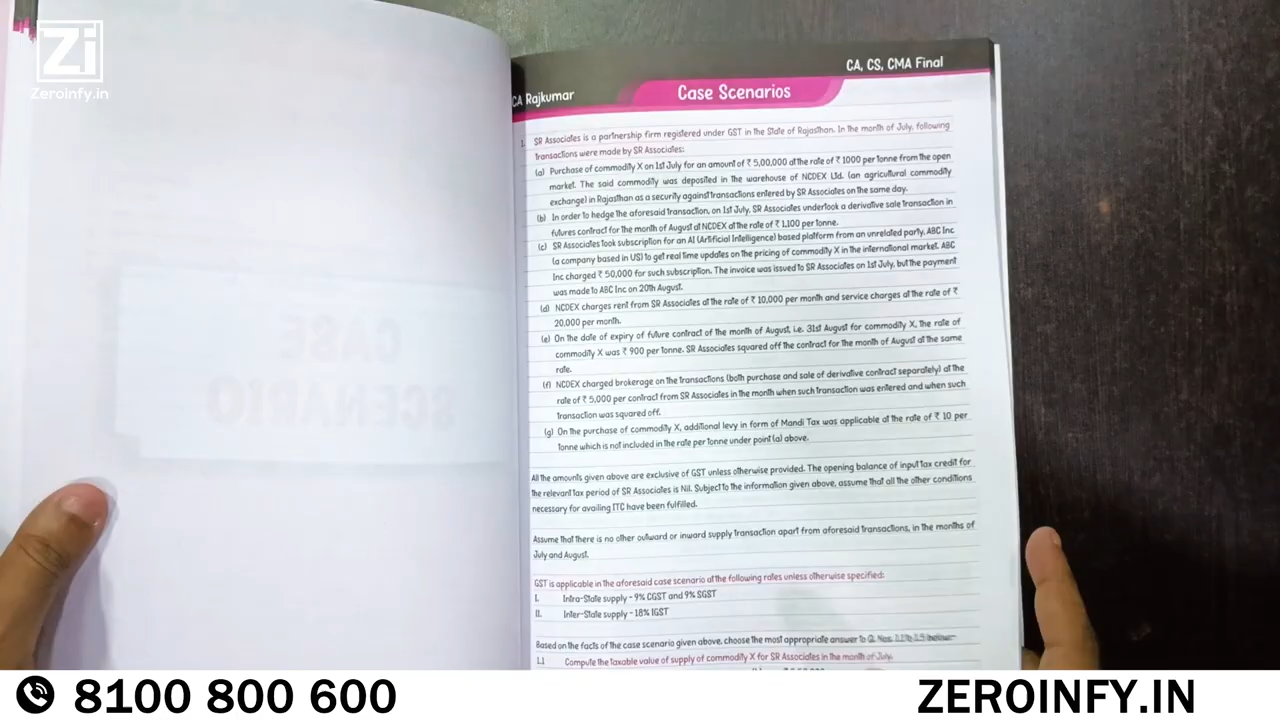 Zi
Zeroinfy.in
CA, CS, CMA Final
CA Rajkumar
Case Scenarios
1. SR Associates is a partnership firm registered under GST in the State of Rajasthan. In the month of July, following
transactions were made by SR Associates:
(a) Purchase of commodity X on 1st July for an amount of ₹ 5,00,000 at the rate of ₹ 1000 per tonne from the open
market. The said commodity was deposited in the warehouse of NCDEX Ltd. (an agricultural commodity
exchange) in Rajasthan as a security against transactions entered by SR Associates on the same day.
(b) In order to hedge the aforesaid transaction, on 1st July, SR Associates undertook a derivative sale transaction in
futures contract for the month of August at NCDEX at the rate of ₹ 1,100 per tonne.
(c) SR Associates took subscription for an AI (Artificial Intelligence) based platform from an unrelated party, ABC Inc
(a company based in US) to get real time updates on the pricing of commodity X in the international market. ABC
Inc charged ₹ 50,000 for such subscription. The invoice was issued to SR Associates on 1st July, but the payment
was made to ABC Inc on 20th August.
(d) NCDEX charges rent from SR Associates at the rate of ₹ 10,000 per month and service charges at the rate of ₹
20,000 per month.
(e) On the date of expiry of future contract of the month of August, i.e. 31st August for commodity X, the rate of
commodity X was ₹ 900 per tonne. SR Associates squared off the contract for the month of August at the same
rate.
(f) NCDEX charged brokerage on the transactions (both purchase and sale of derivative contract separately) at the
rate of ₹ 5,000 per contract from SR Associates in the month when such transaction was entered and when such
transaction was squared off.
(g) On the purchase of commodity X, additional levy in form of Mandi Tax was applicable at the rate of ₹ 10 per
tonne which is not included in the rate per tonne under point (a) above.
All the amounts given above are exclusive of GST unless otherwise provided. The opening balance of input tax credit for
the relevant tax period of SR Associates is Nil. Subject to the information given above, assume that all the other conditions
necessary for availing ITC have been fulfilled.
Assume that there is no other outward or inward supply transaction apart from aforesaid transactions, in the months of
July and August.
GST is applicable in the aforesaid case scenario at the following rates unless otherwise specified:
I. Intra-State supply - 9% CGST and 9% SGST
II. Inter-State supply - 18% IGST
Based on the facts of the case scenario given above, choose the most appropriate answer to Q. Nos. 1.1 to 1.5 below:-
1.1 Compute the taxable value of supply of commodity X for SR Associates in the month of July.
8100 800 600
ZEROINFY.IN